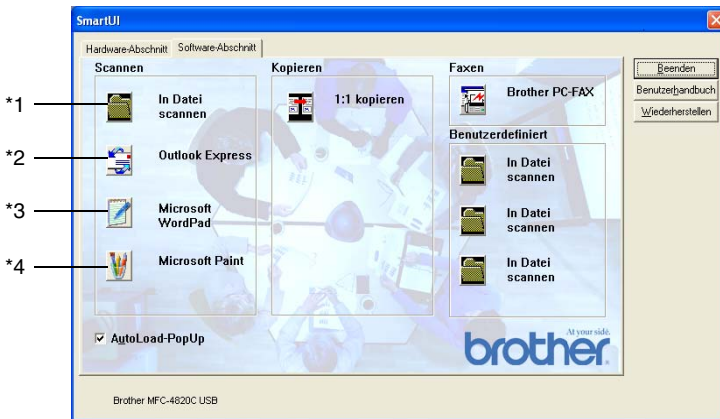 SmartUI
Hardware-Abschnitt Software-Abschnitt
Scannen
*1
In Datei
scannen
*2
Outlook Express
*3
Microsoft
WordPad
*4
Microsoft Paint
AutoLoad-PopUp
Kopieren
1:1 kopieren
Faxen
Brother PC-FAX
Benutzerdefiniert
In Datei
scannen
In Datei
scannen
In Datei
scannen
At your side.
brother
Beenden
Benutzerhandbuch
Wiederherstellen
Brother MFC-4820C USB